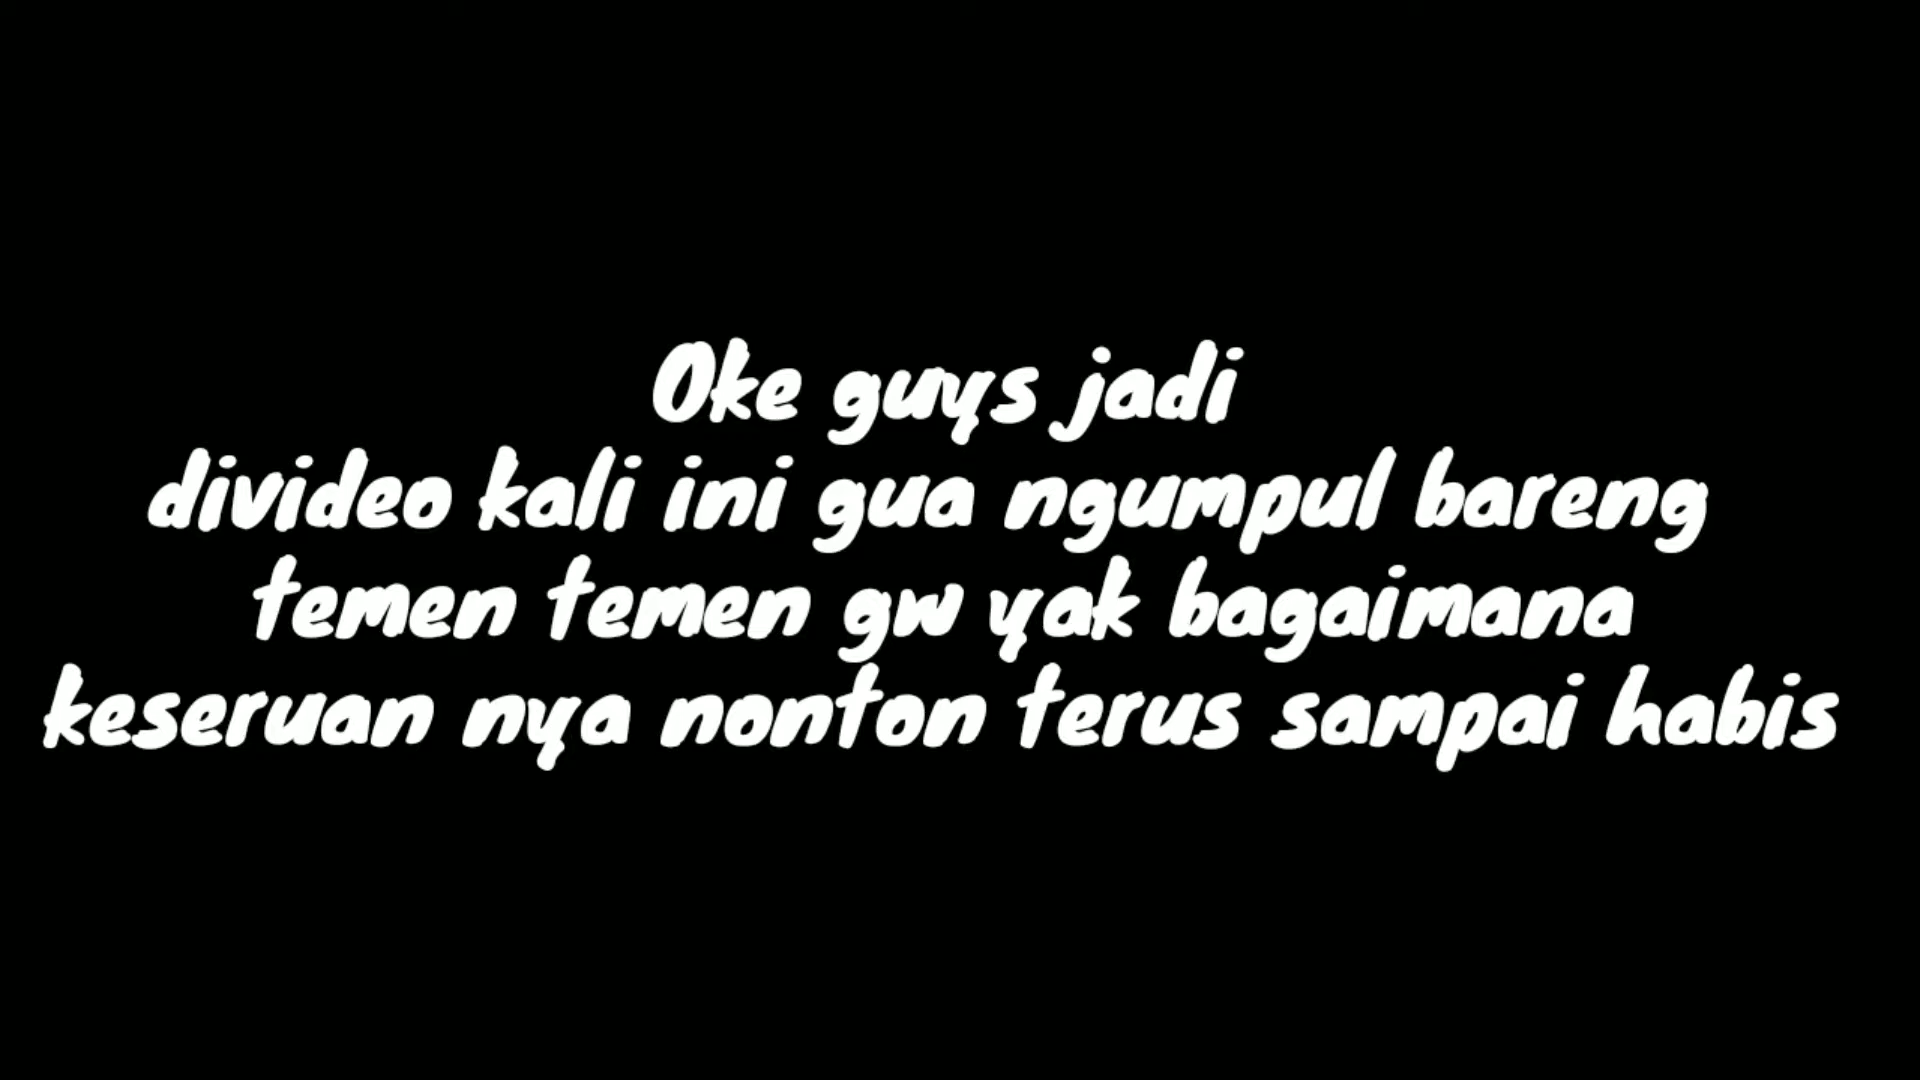 Oke guys jadi
divideo kali ini gua ngumpul bareng
temen temen gw yak bagaimana
keseruan nya nonton terus sampai habis